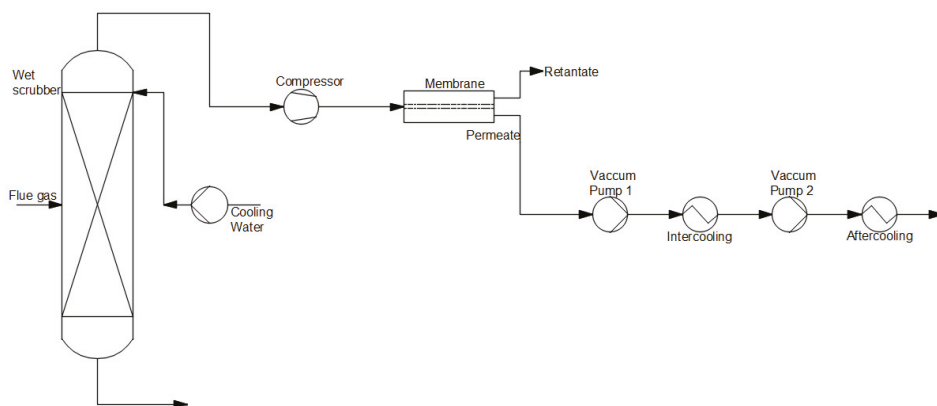 Wet
scrubber
Compressor
Membrane
Retantate
Permeate
Flue gas
Cooling
Water
Vaccum
Pump 1
Intercooling
Vaccum
Pump 2
Aftercooling